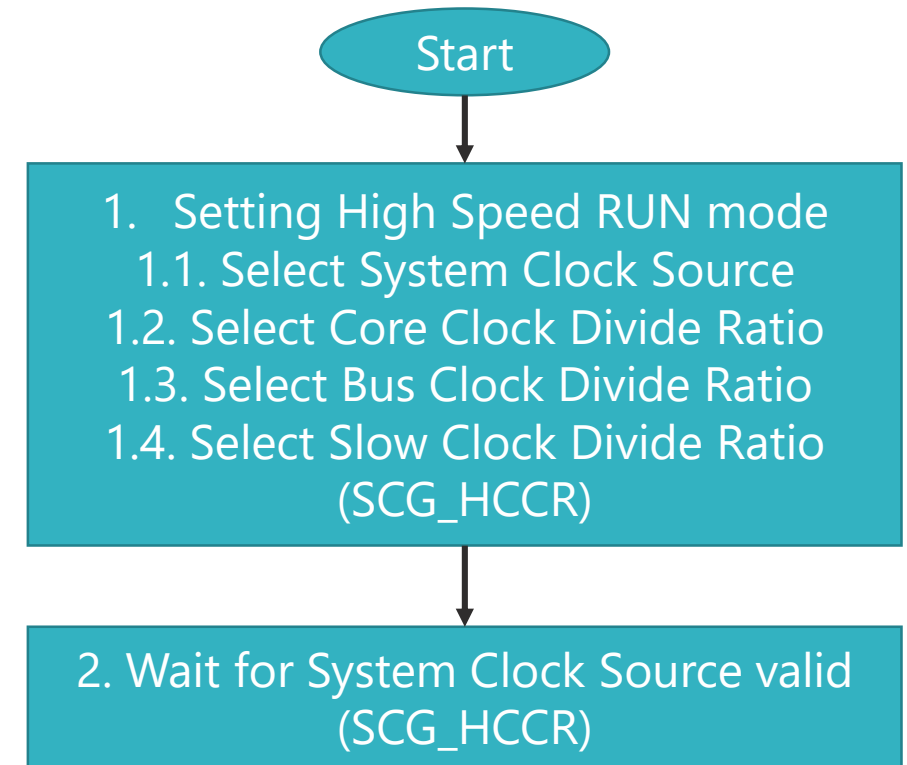 Start
1. Setting High Speed RUN mode
1.1. Select System Clock Source
1.2. Select Core Clock Divide Ratio
1.3. Select Bus Clock Divide Ratio
1.4. Select Slow Clock Divide Ratio
(SCG_HCCR)
2. Wait for System Clock Source valid
(SCG_HCCR)